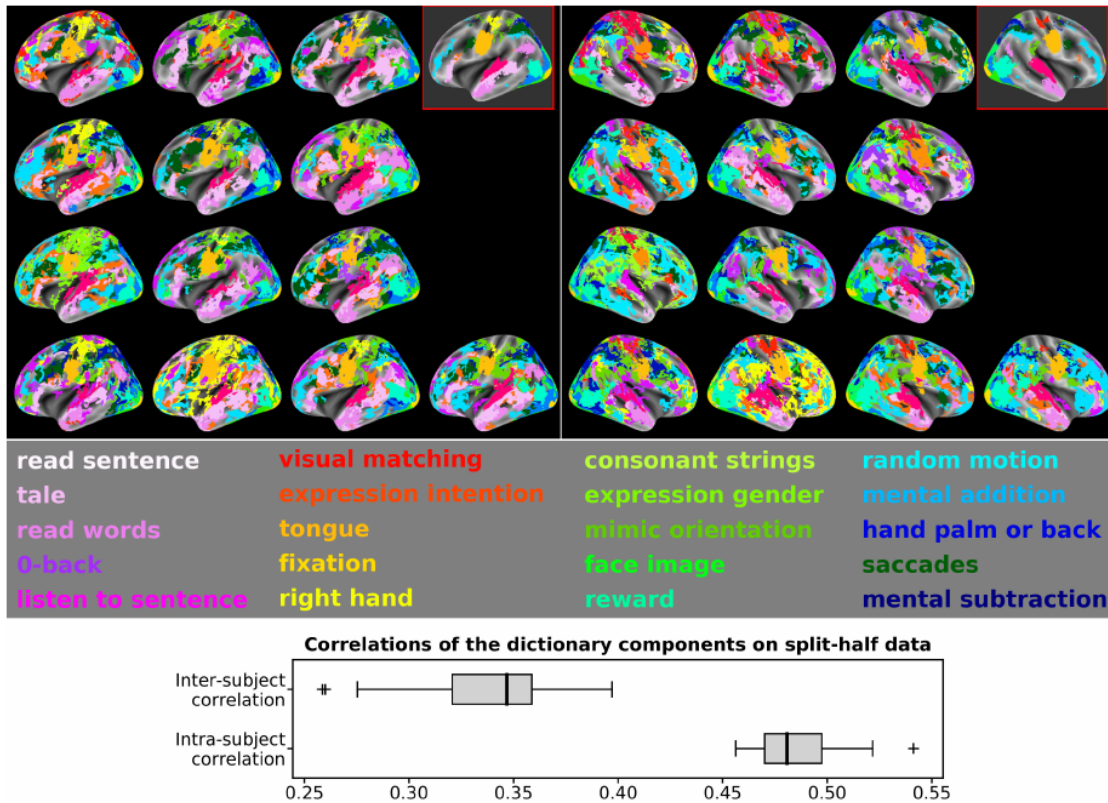 read sentence
visual matching
consonant strings
random motion
tale
expression intention
expression gender
mental addition
read words
tongue
mimic orientation
hand palm or back
0-back
fixation
face image
saccades
listen to sentence
right hand
reward
mental subtraction
Correlations of the dictionary components on split-half data
Inter-subject
correlation
Intra-subject
correlation
0.25 0.30 0.35 0.40 0.45 0.50 0.55